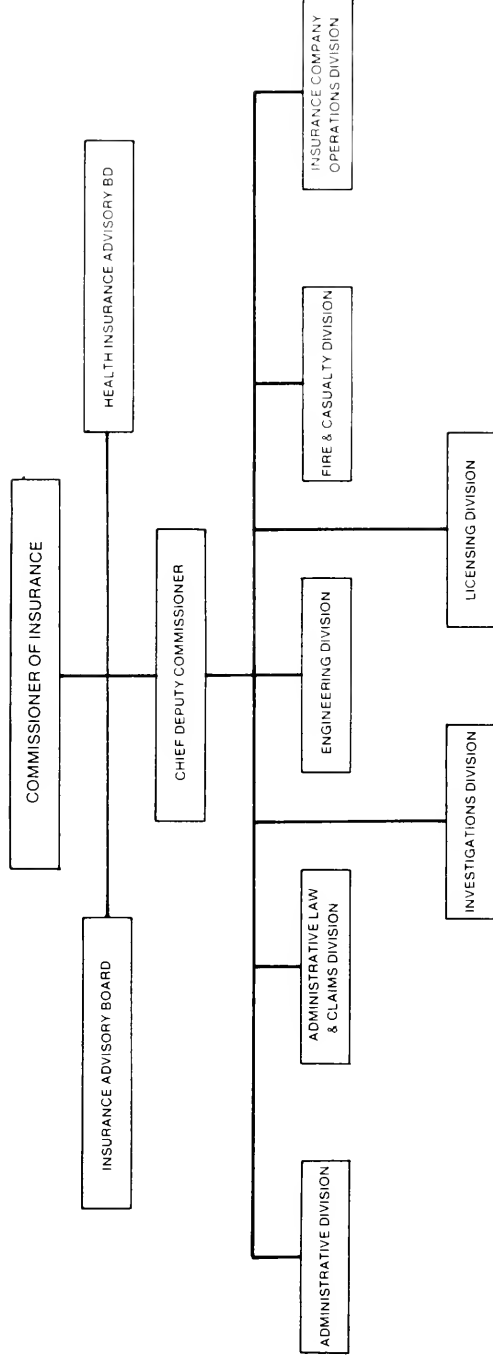 COMMISSIONER OF INSURANCE
INSURANCE ADVISORY BOARD
HEALTH INSURANCE ADVISORY BD
CHIEF DEPUTY COMMISSIONER
ADMINISTRATIVE DIVISION
ADMINISTRATIVE LAW
& CLAIMS DIVISION
ENGINEERING DIVISION
FIRE & CASUALTY DIVISION
INSURANCE COMPANY
OPERATIONS DIVISION
INVESTIGATIONS DIVISION
LICENSING DIVISION